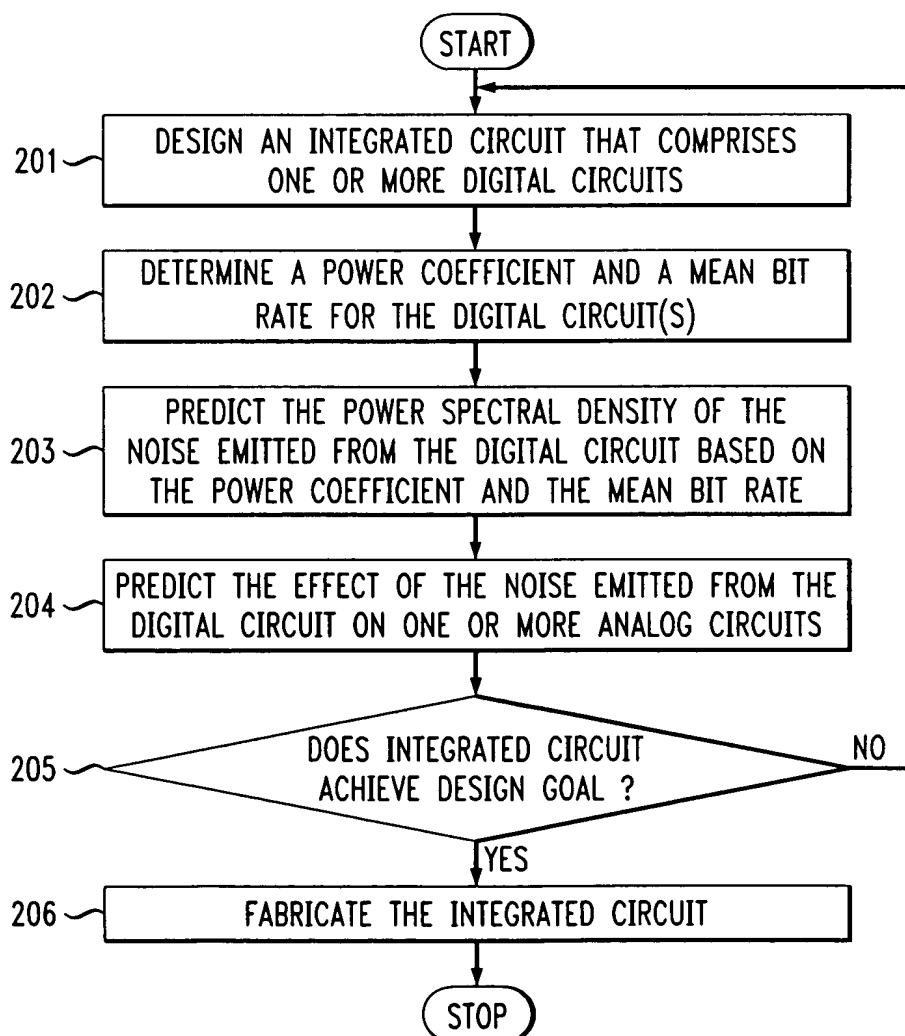 START
201
DESIGN AN INTEGRATED CIRCUIT THAT COMPRISES
ONE OR MORE DIGITAL CIRCUITS
202
DETERMINE A POWER COEFFICIENT AND A MEAN BIT
RATE FOR THE DIGITAL CIRCUIT(S)
203
PREDICT THE POWER SPECTRAL DENSITY OF THE
NOISE EMITTED FROM THE DIGITAL CIRCUIT BASED ON
THE POWER COEFFICIENT AND THE MEAN BIT RATE
204
PREDICT THE EFFECT OF THE NOISE EMITTED FROM THE
DIGITAL CIRCUIT ON ONE OR MORE ANALOG CIRCUITS
205
DOES INTEGRATED CIRCUIT
ACHIEVE DESIGN GOAL ?
NO
YES
206
FABRICATE THE INTEGRATED CIRCUIT
STOP